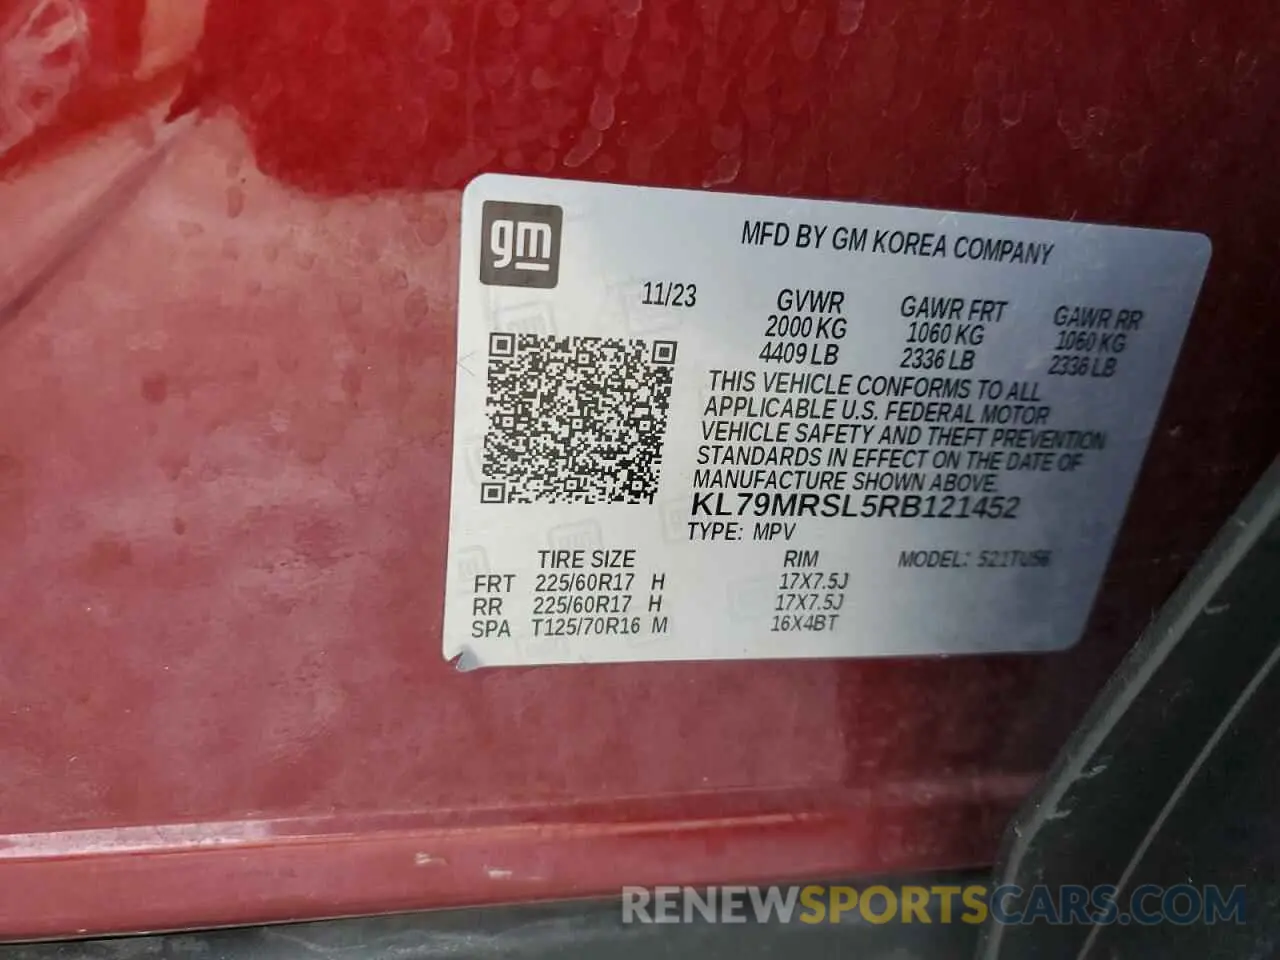 gm
MFD BY GM KOREA COMPANY
11/23 GVWR GAWR FRT GAWR RR
2000 KG 1060 KG 1060 KG
4409 LB 2336 LB 2336 LB
THIS VEHICLE CONFORMS TO ALL
APPLICABLE U.S. FEDERAL MOTOR
VEHICLE SAFETY AND THEFT PREVENTION
STANDARDS IN EFFECT ON THE DATE OF
MANUFACTURE SHOWN ABOVE.
KL79MRSL5RB121452
TYPE: MPV
TIRE SIZE RIM MODEL: 521TU56
FRT 225/60R17 H 17X7.5J
RR 225/60R17 H 17X7.5J
SPA T125/70R16 M 16X4BT
RENEWSPORTSCARS.COM